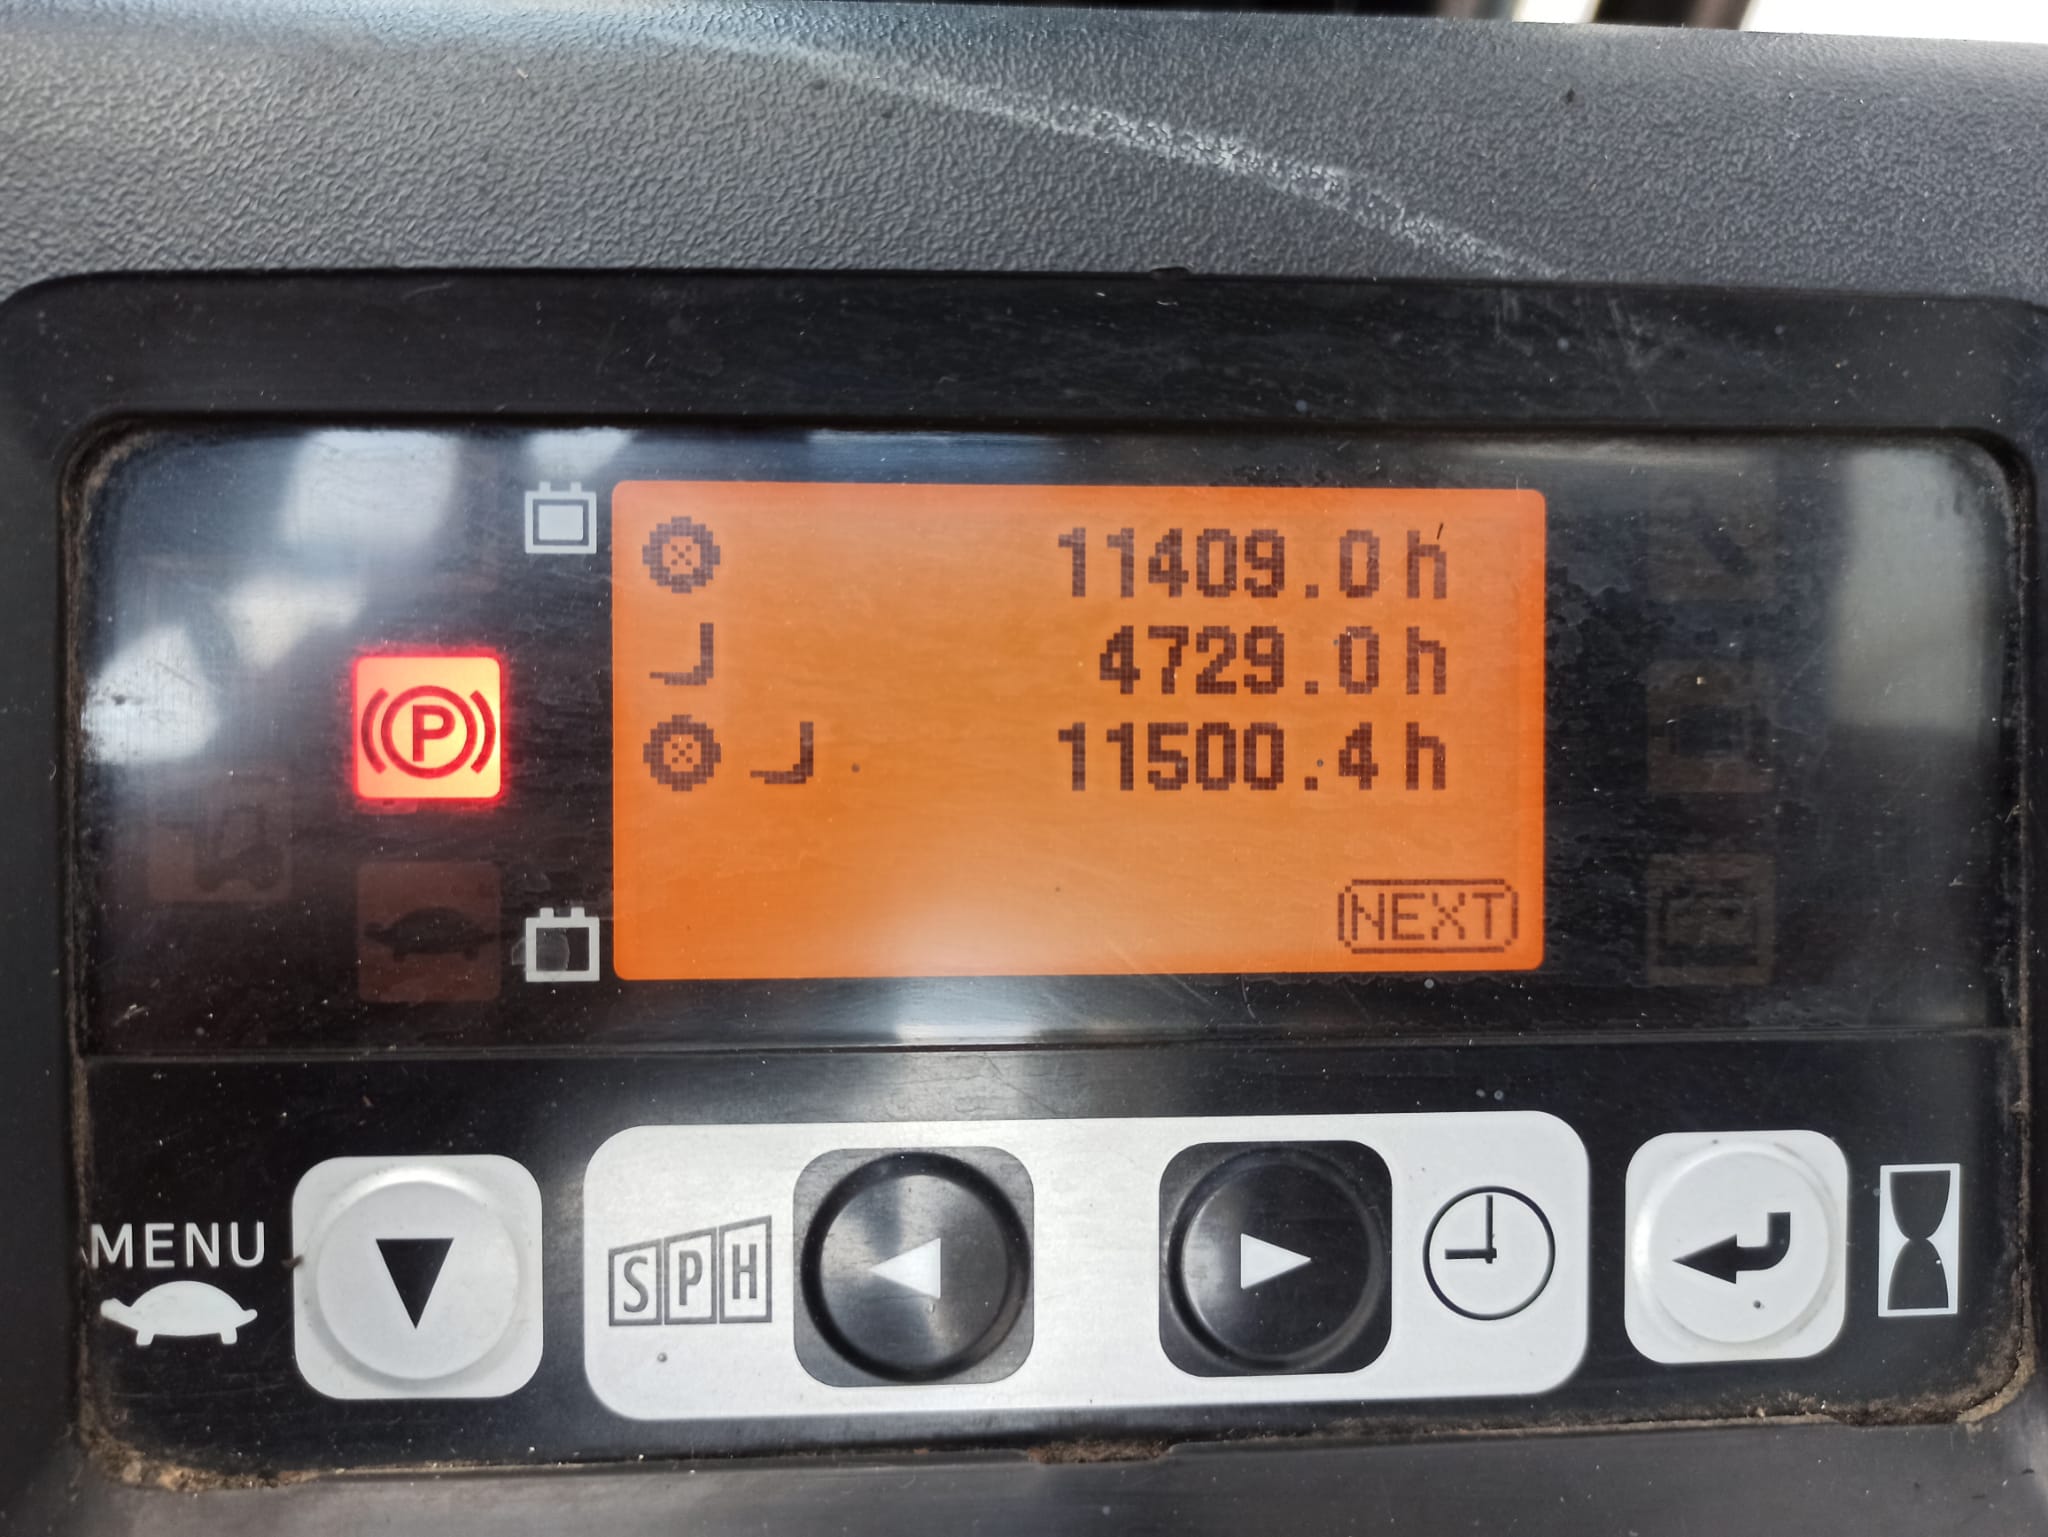 11409.0h
4729.0h
11500.4h
P
NEXT
MENU
SPH